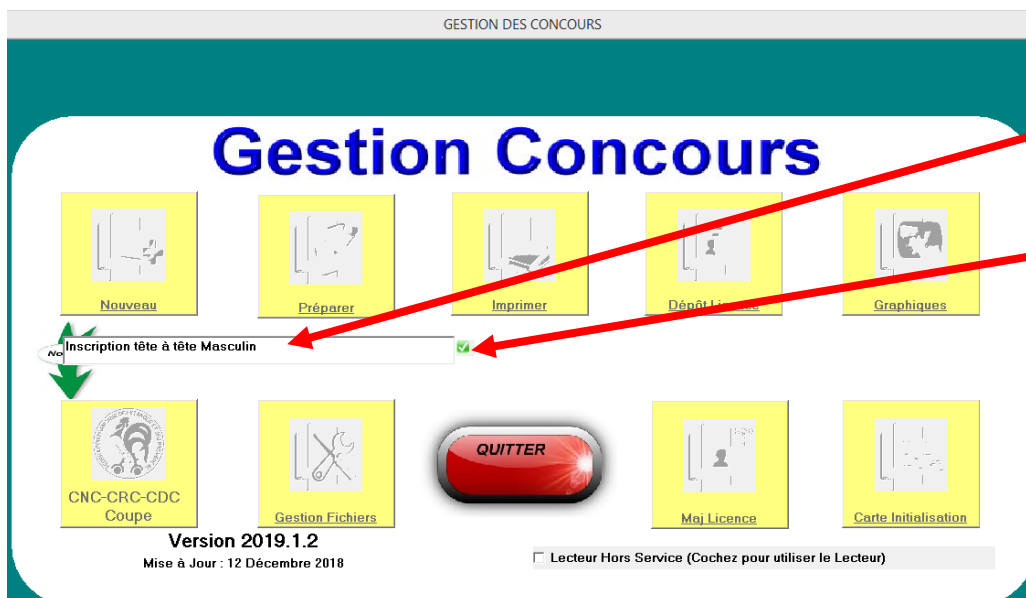 GESTION DES CONCOURS
Gestion Concours
Nouveau
Préparer
Imprimer
Dépôt
Graphiques
Inscription tête à tête Masculin
CNC-CRC-CDC
Coupe
Gestion Fichiers
QUITTER
Maj Licence
Carte Initialisation
Version 2019.1.2
Mise à Jour : 12 Décembre 2018
Lecteur Hors Service (Cochez pour utiliser le Lecteur)